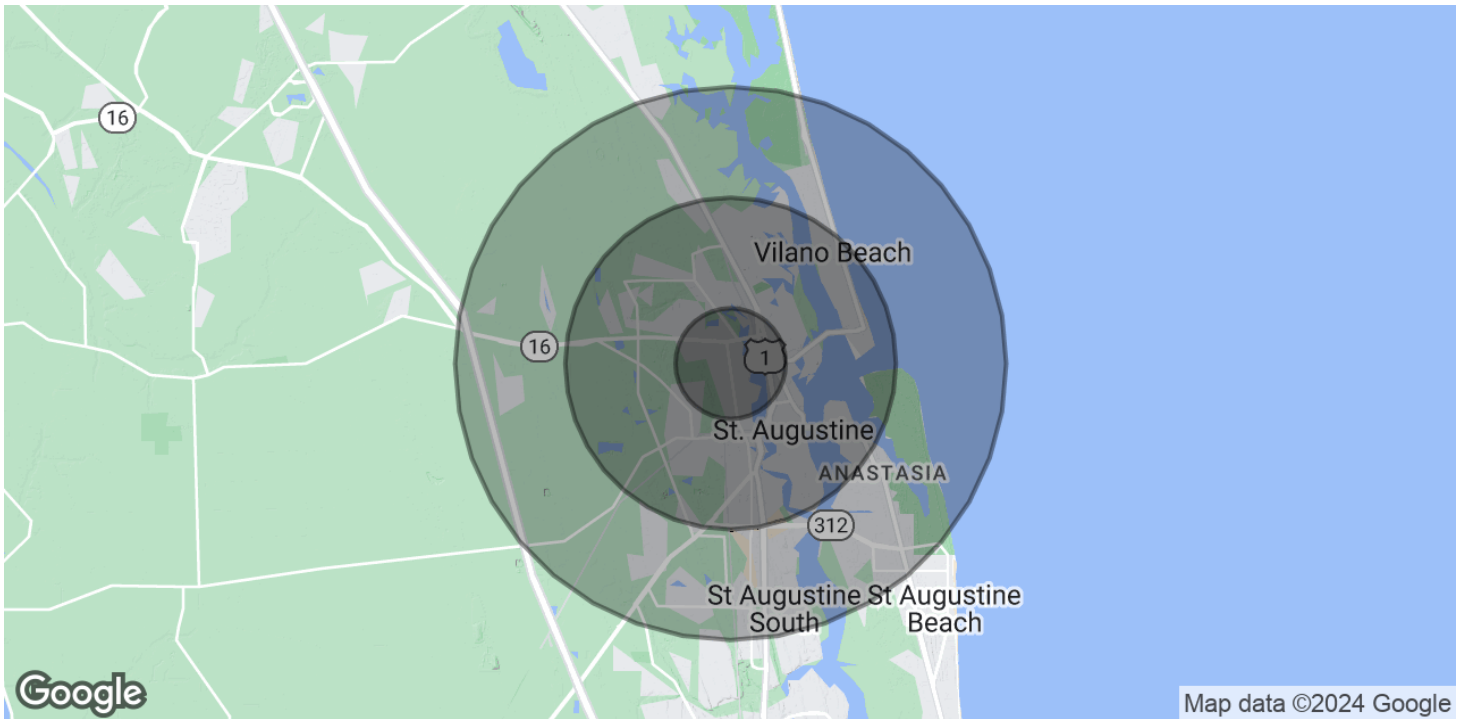 16
Vilano Beach
16
1
St. Augustine
ANASTASIA
312
St Augustine
South
St Augustine
Beach
Google
Map data ©2024 Google